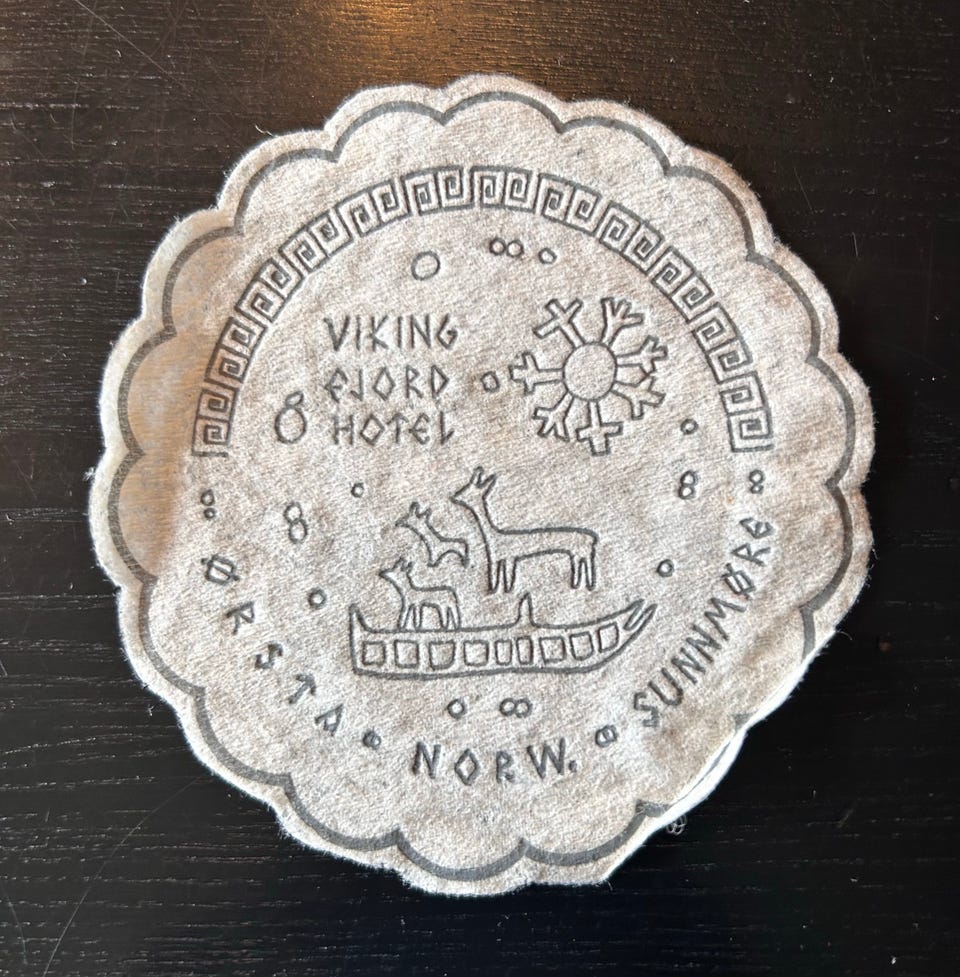 VIKING
FJORD
HOTEL
ØRSTA • NORW. • SUNNMØRE